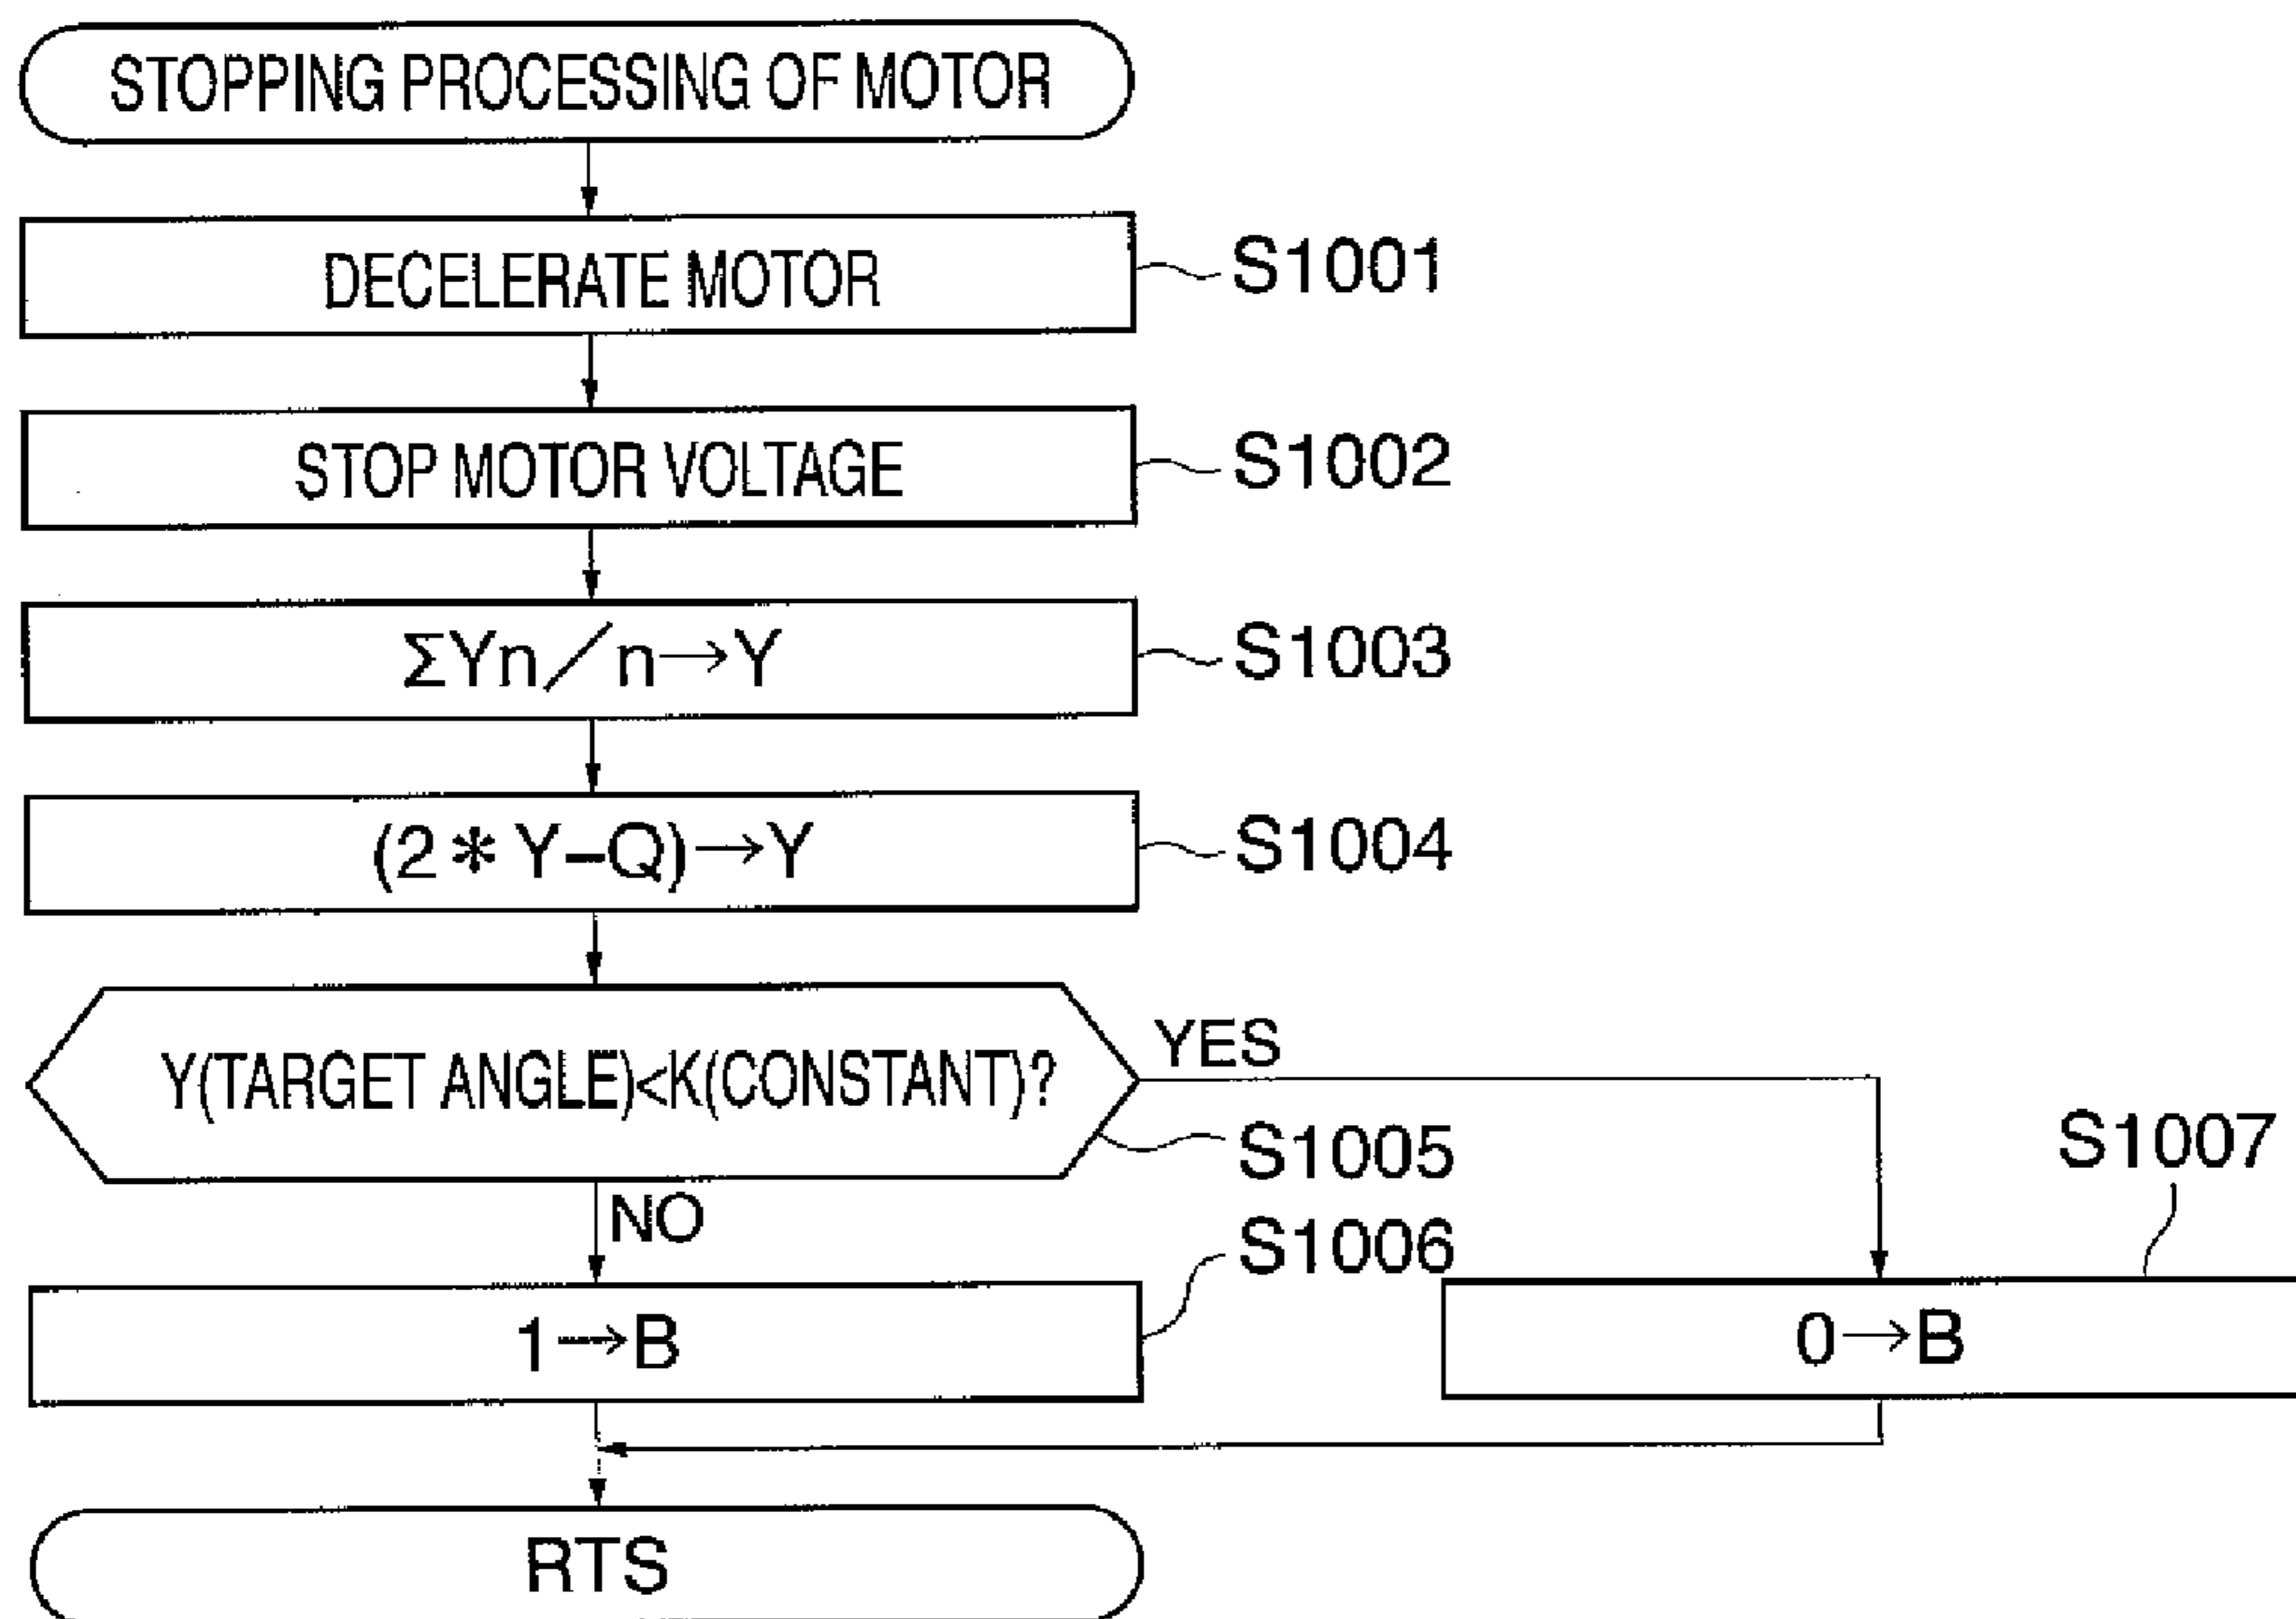 STOPPING PROCESSING OF MOTOR
DECELERATE MOTOR
S1001
STOP MOTOR VOLTAGE
S1002
ΣYn/n→Y
S1003
(2*Y-Q)→Y
S1004
Y(TARGET ANGLE)<K(CONSTANT)?
YES
S1005
S1007
NO
S1006
1→B
0→B
RTS